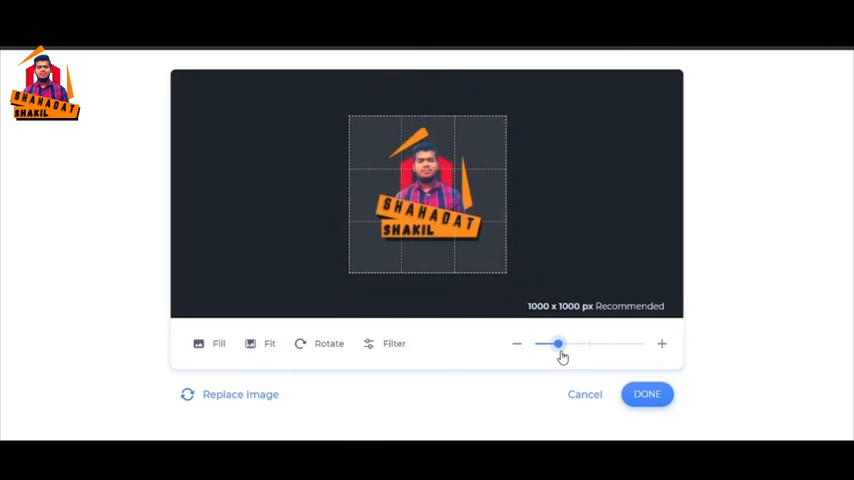 SHAHADAT
SHAKIL
SHAHADAT
SHAKIL
1000 x 1000 px Recommended
Fill Fit Rotate Filter
Replace Image Cancel DONE